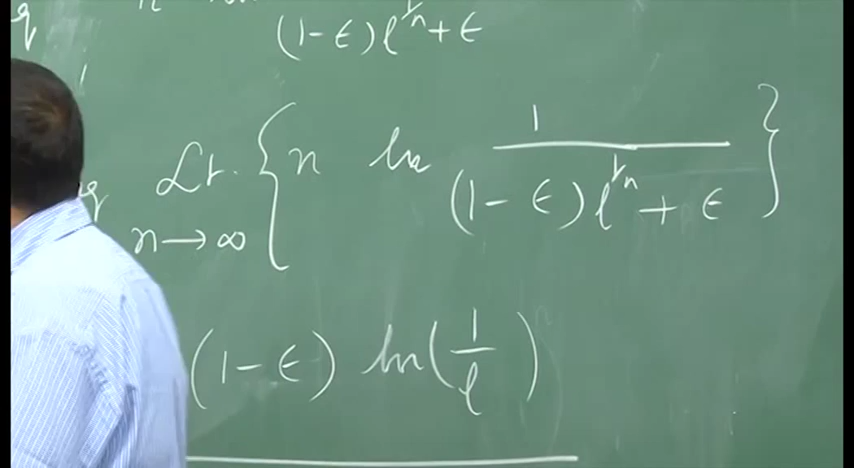 (1-ϵ)l^{1/n}+ϵ
Lt. n→∞ { n ln 1/((1-ϵ)l^{1/n}+ϵ) }
(1-ϵ) ln(1/l)